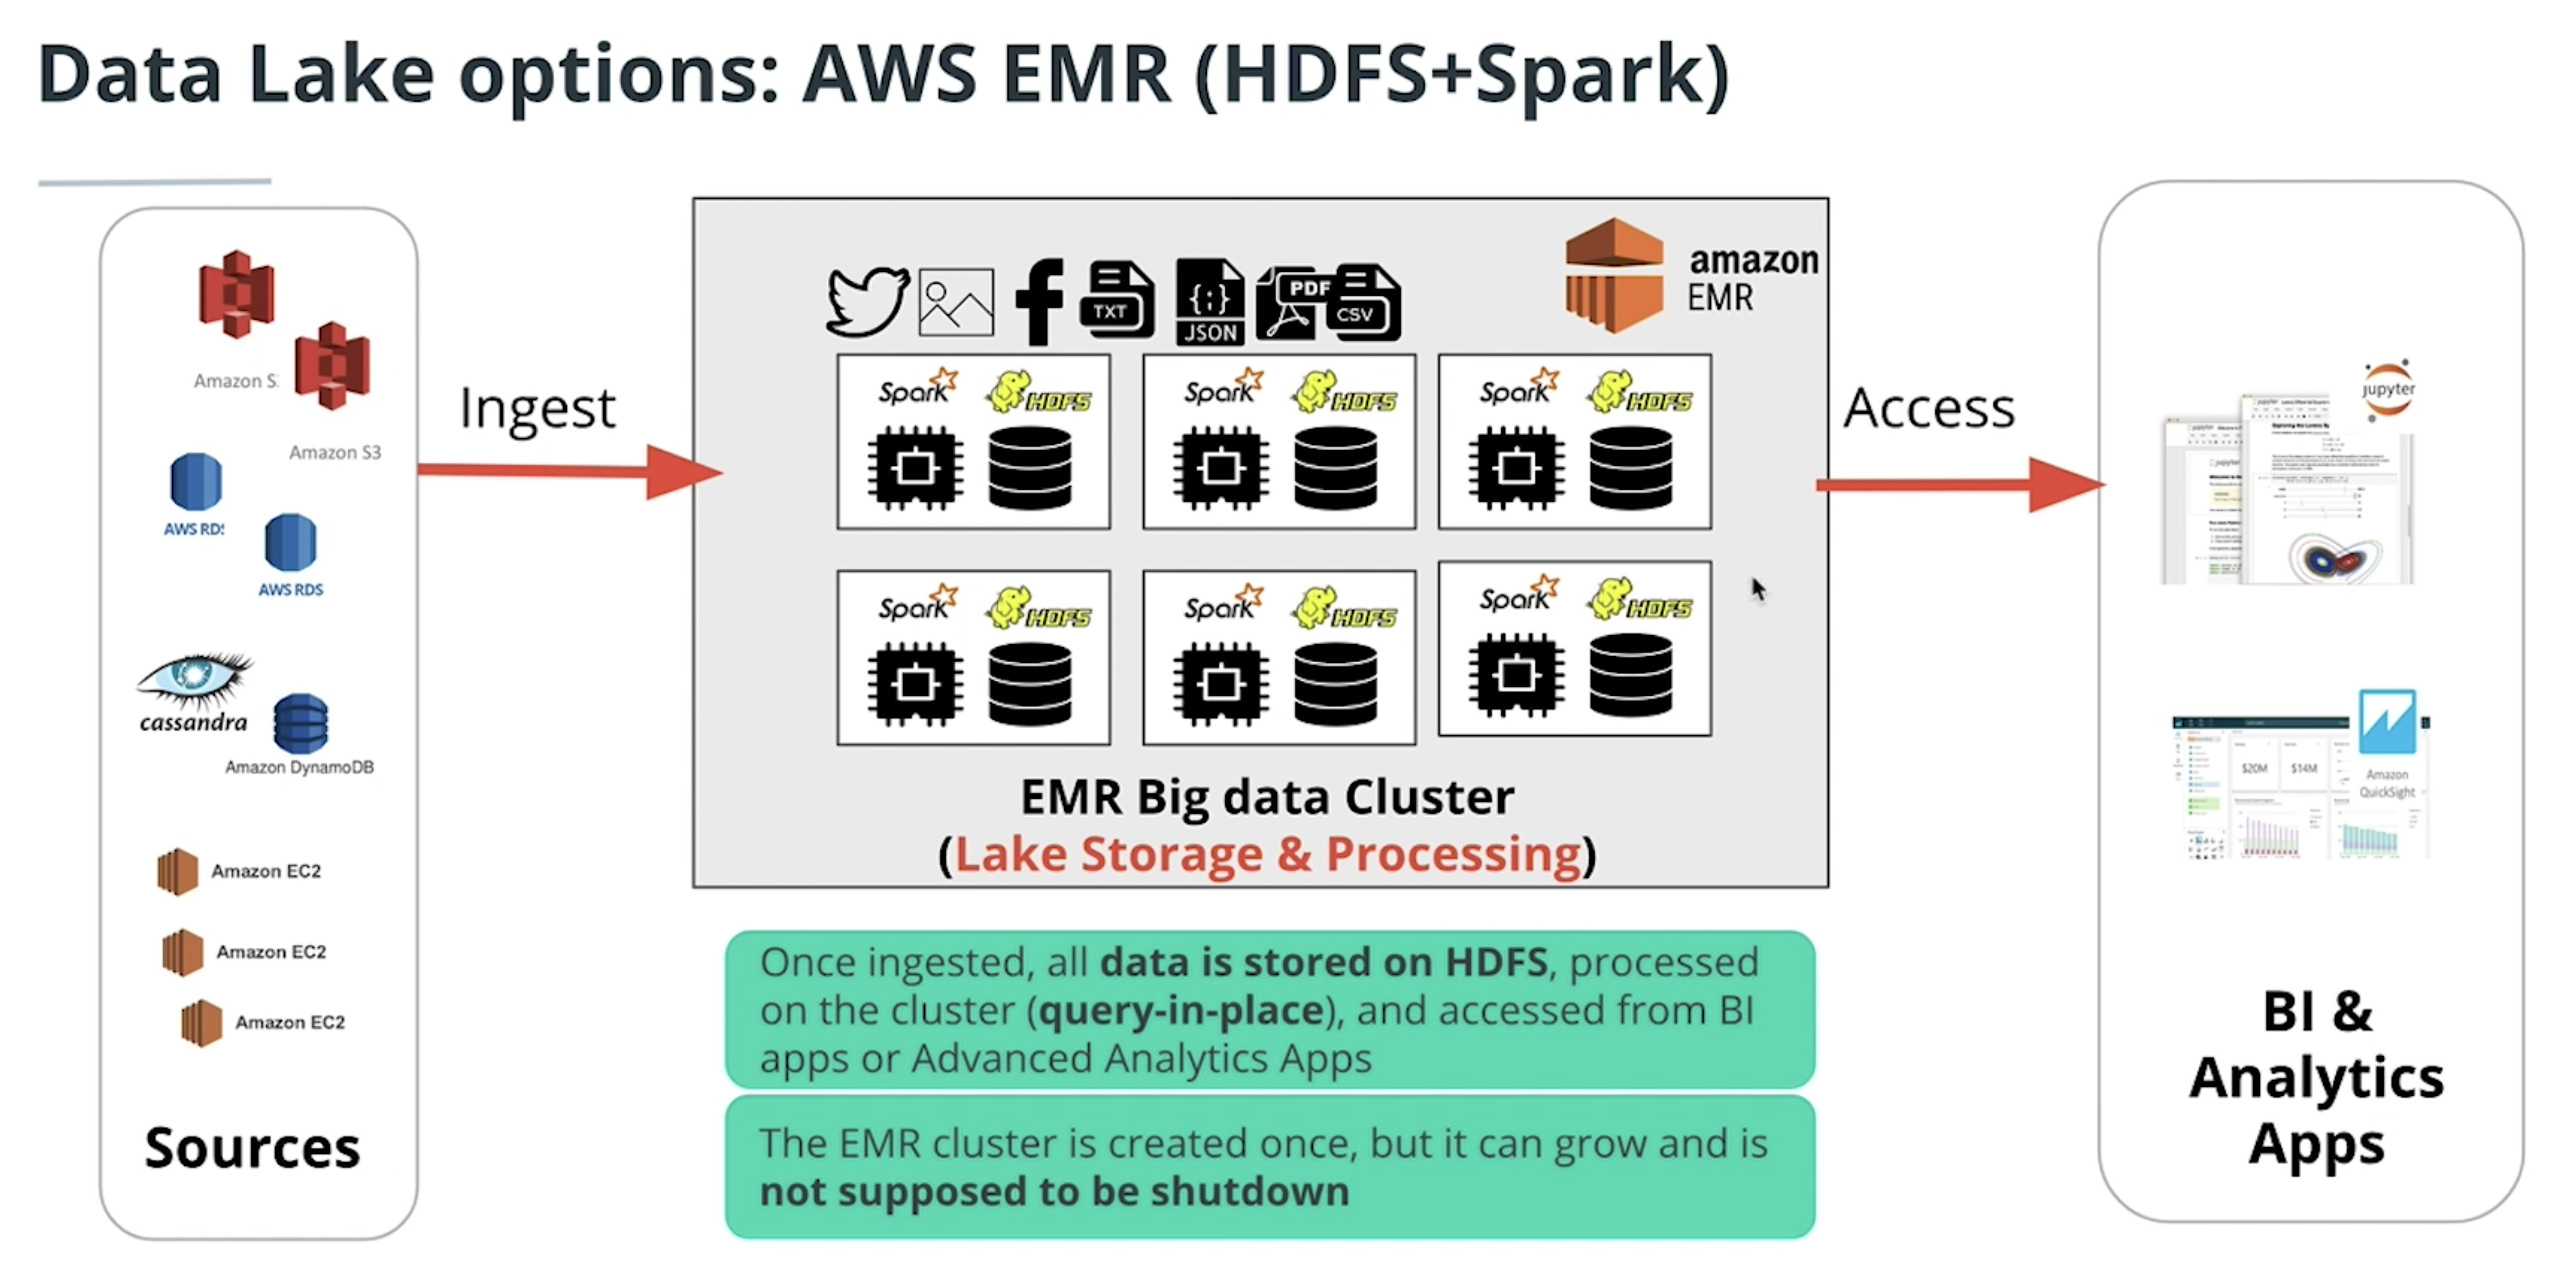 Data Lake options: AWS EMR (HDFS+Spark)
Amazon S
Amazon S3
AWS RDS
AWS RDS
cassandra
Amazon DynamoDB
Amazon EC2
Amazon EC2
Amazon EC2
Sources
Ingest
amazon
EMR
TXT
{;}
JSON
PDF
CSV
Spark HDFS
Spark HDFS
Spark HDFS
Spark HDFS
Spark HDFS
Spark HDFS
EMR Big data Cluster
(Lake Storage & Processing)
Once ingested, all data is stored on HDFS, processed
on the cluster (query-in-place), and accessed from BI
apps or Advanced Analytics Apps
The EMR cluster is created once, but it can grow and is
not supposed to be shutdown
Access
jupyter
$20M
$14M
Amazon
QuickSight
BI &
Analytics
Apps